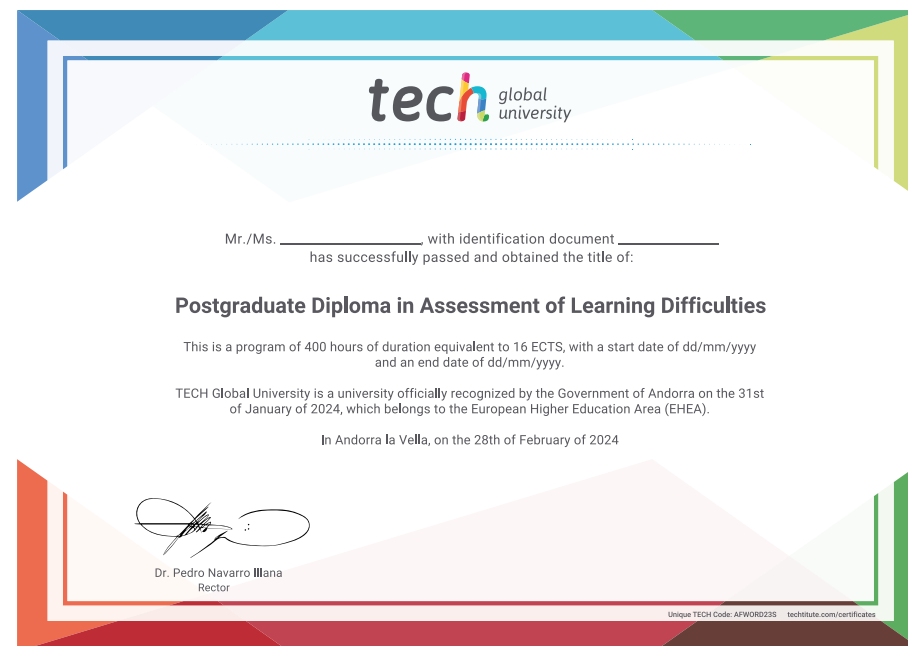 tech global
university
Mr./Ms. ____________, with identification document ____________
has successfully passed and obtained the title of:
Postgraduate Diploma in Assessment of Learning Difficulties
This is a program of 400 hours of duration equivalent to 16 ECTS, with a start date of dd/mm/yyyy
and an end date of dd/mm/yyyy.
TECH Global University is a university officially recognized by the Government of Andorra on the 31st
of January of 2024, which belongs to the European Higher Education Area (EHEA).
In Andorra la Vella, on the 28th of February of 2024
Dr. Pedro Navarro Illana
Rector
Unique TECH Code: AFWORD23S techtitute.com/certificates